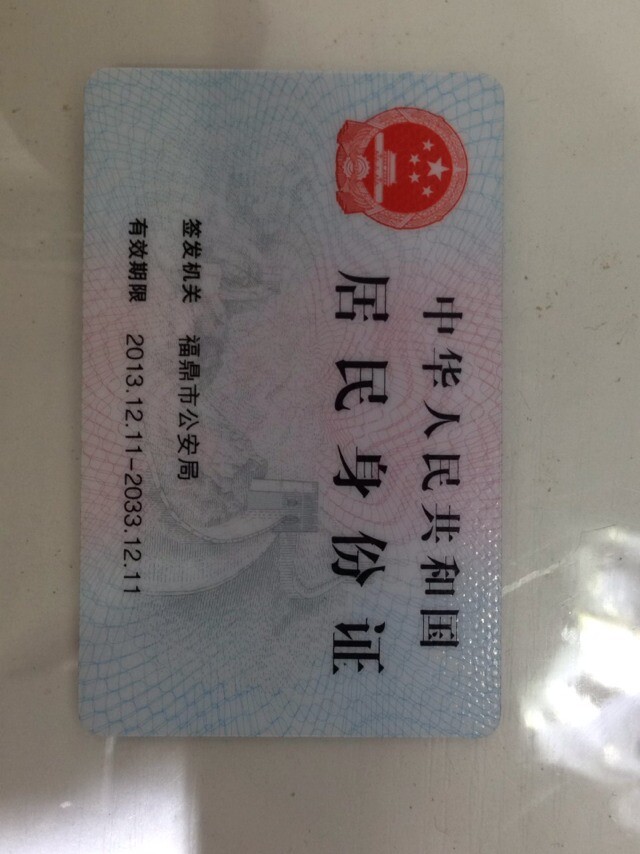 中华人民共和国
居民身份证
签发机关 福鼎市公安局
有效期限 2013.12.11-2033.12.11